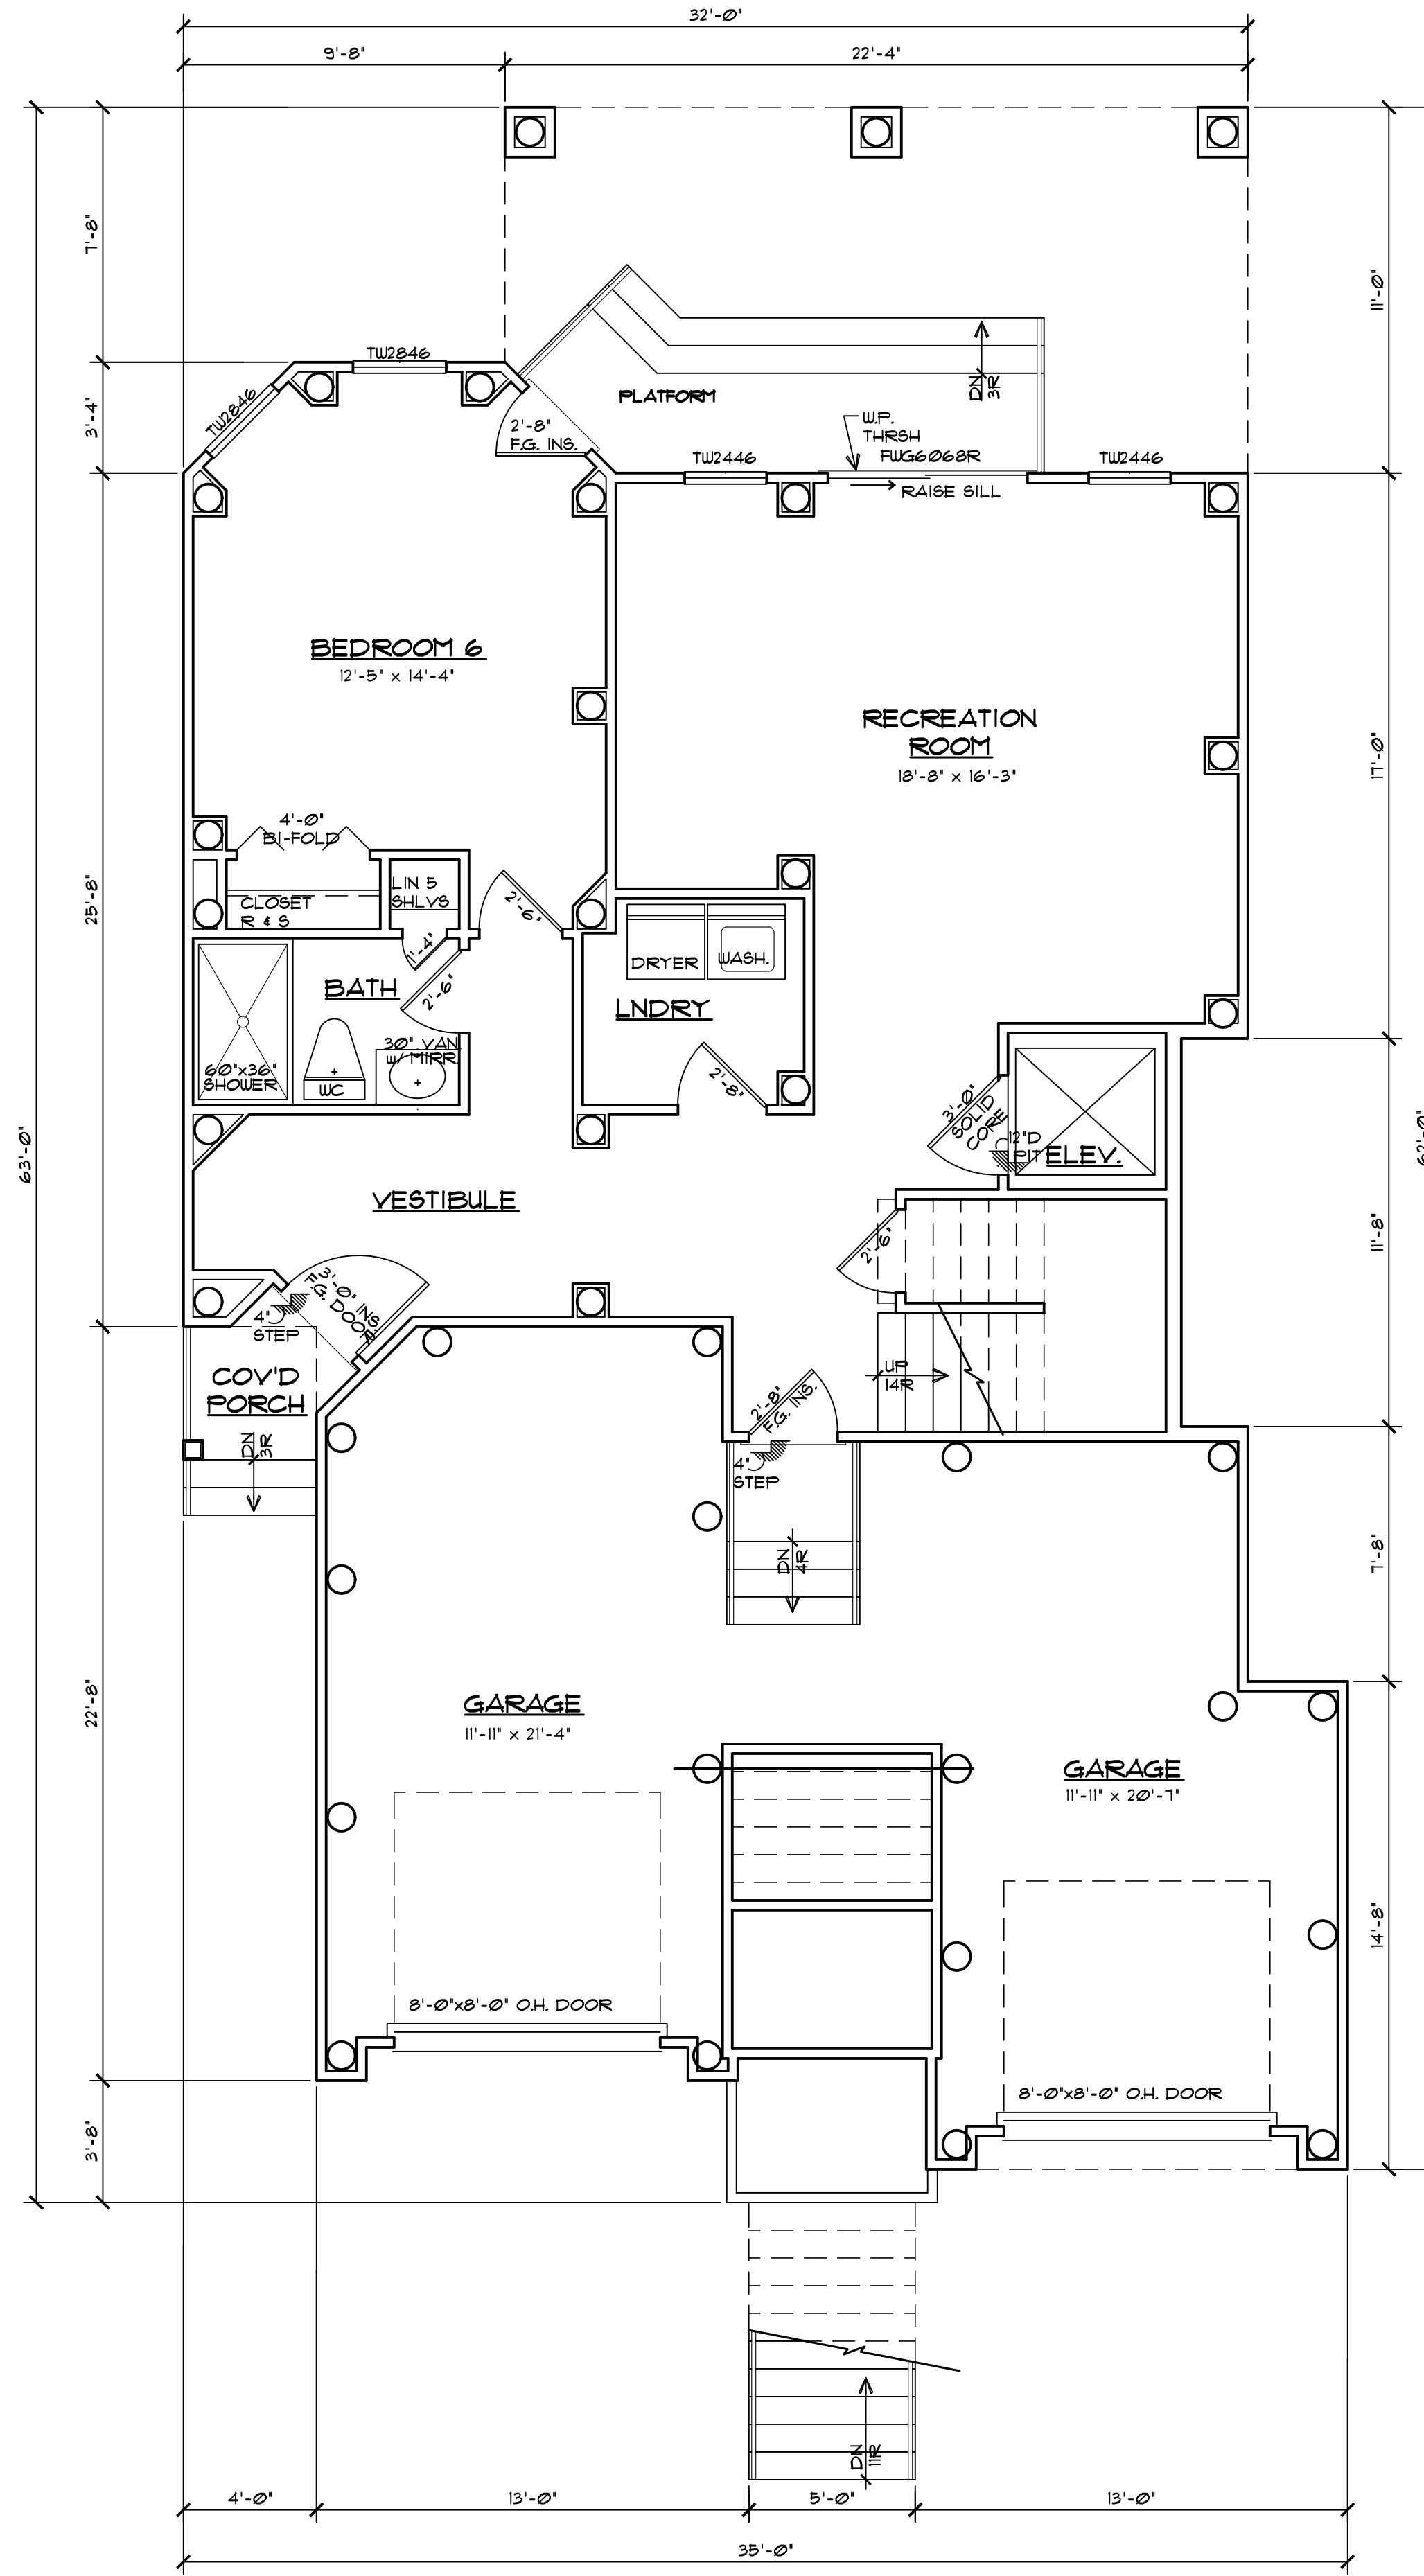 32'-0"
9'-8"
22'-4"
7'-8"
11'-0"
TW2846
TW2846
3'-4"
PLATFORM
DN
3R
2'-8"
F.G. INS.
W.P.
THRSH
FWG6068R
TW2446
TW2446
RAISE SILL
BEDROOM 6
12'-5" x 14'-4"
RECREATION
ROOM
18'-8" x 16'-3"
17'-0"
4'-0"
BI-FOLD
25'-8"
CLOSET
R & S
LIN 5
SHLVS
2'-6"
1'-4"
DRYER
WASH.
BATH
2'-6"
LNDRY
60"x36"
SHOWER
WC
30" VAN.
w/ MIRR.
2'-8"
3'-0"
SOLID
CORE
12"D
PIT
ELEV.
63'-0"
62'-0"
VESTIBULE
11'-8"
2'-6"
3'-0" INS.
F.G. DOOR
4"
STEP
COV'D
PORCH
UP
14R
DN
3R
2'-8"
F.G. INS.
4"
STEP
DN
4R
7'-8"
22'-8"
GARAGE
11'-11" x 21'-4"
GARAGE
11'-11" x 20'-7"
14'-8"
8'-0"x8'-0" O.H. DOOR
8'-0"x8'-0" O.H. DOOR
3'-8"
DN
11R
4'-0"
13'-0"
5'-0"
13'-0"
35'-0"